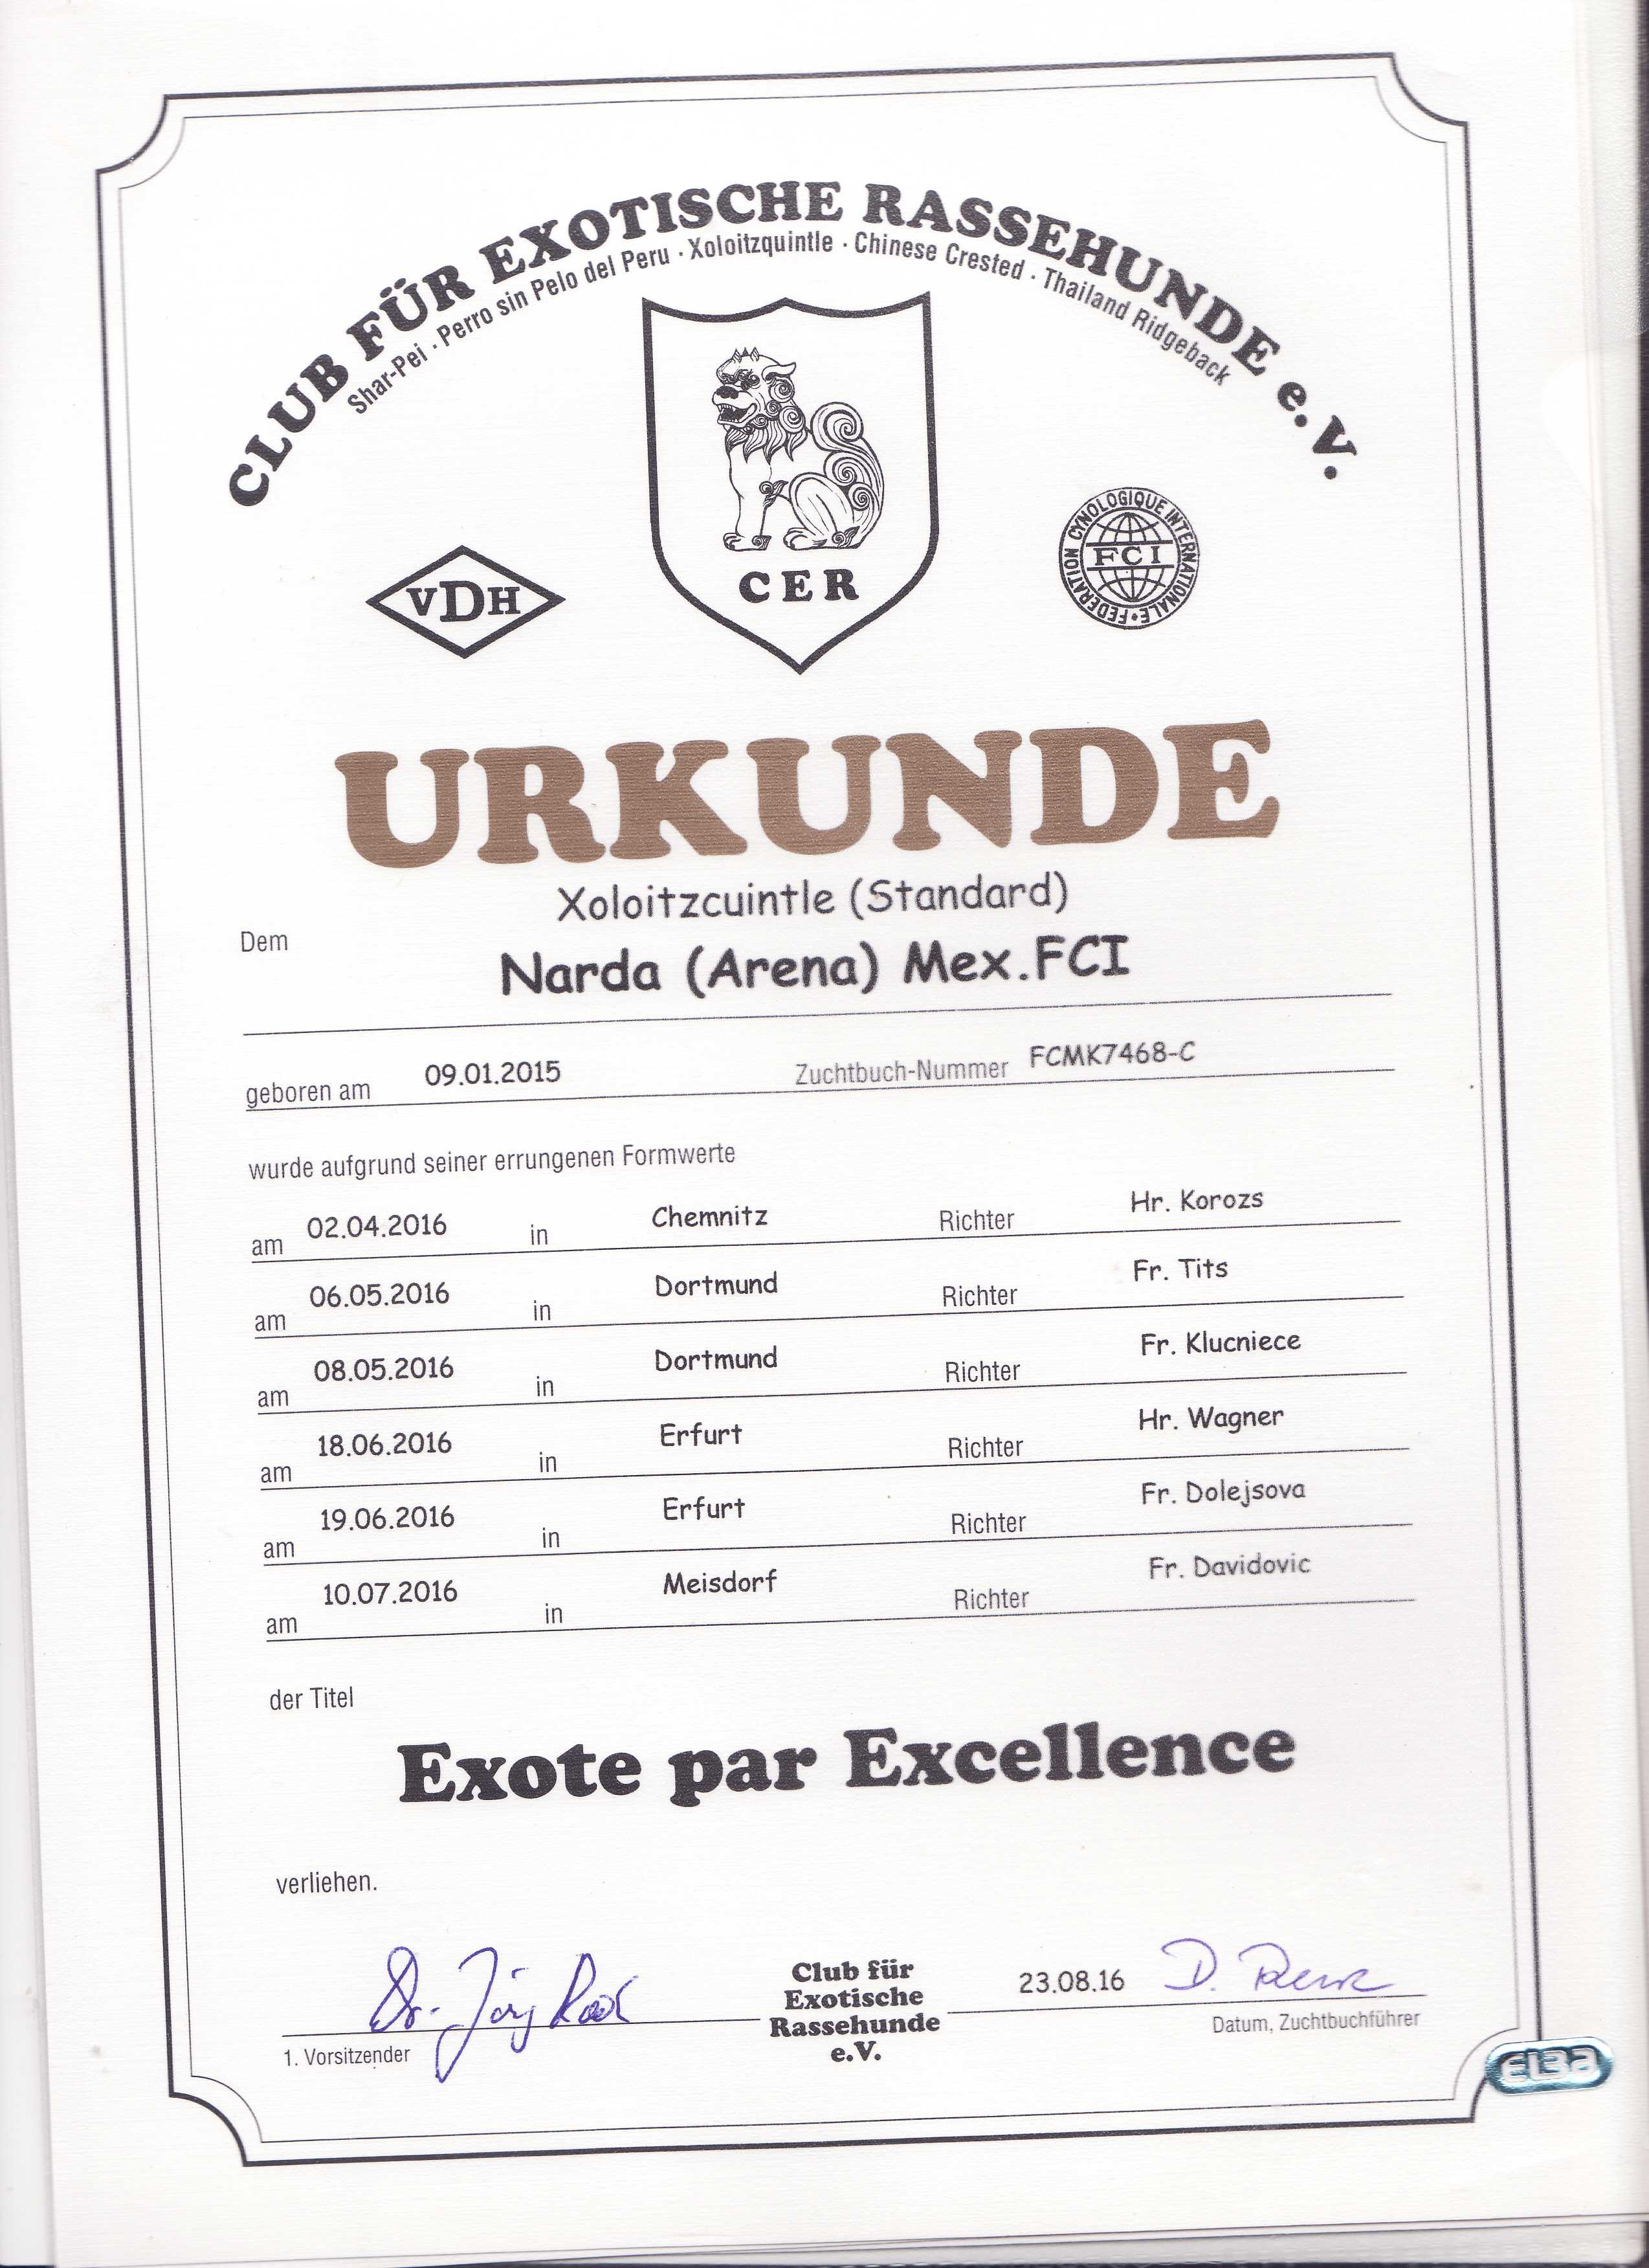 CLUB FÜR EXOTISCHE RASSEHUNDE e.V.
Shar-Pei · Perro sin Pelo del Peru · Xoloitzquintle · Chinese Crested · Thailand Ridgeback
CER
VDH
FEDERATION CYNOLOGIQUE INTERNATIONALE
FCI
URKUNDE
Xoloitzcuintle (Standard)
Dem
Narda (Arena) Mex.FCI
geboren am 09.01.2015 Zuchtbuch-Nummer FCMK7468-C
wurde aufgrund seiner errungenen Formwerte
am 02.04.2016 in Chemnitz Richter Hr. Korozs
am 06.05.2016 in Dortmund Richter Fr. Tits
am 08.05.2016 in Dortmund Richter Fr. Klucniece
am 18.06.2016 in Erfurt Richter Hr. Wagner
am 19.06.2016 in Erfurt Richter Fr. Dolejsova
am 10.07.2016 in Meisdorf Richter Fr. Davidovic
der Titel
Exote par Excellence
verliehen.
Dr. Jörg
1. Vorsitzender
Club für
Exotische
Rassehunde
e.V.
23.08.16 D.
Datum, Zuchtbuchführer
ELBA